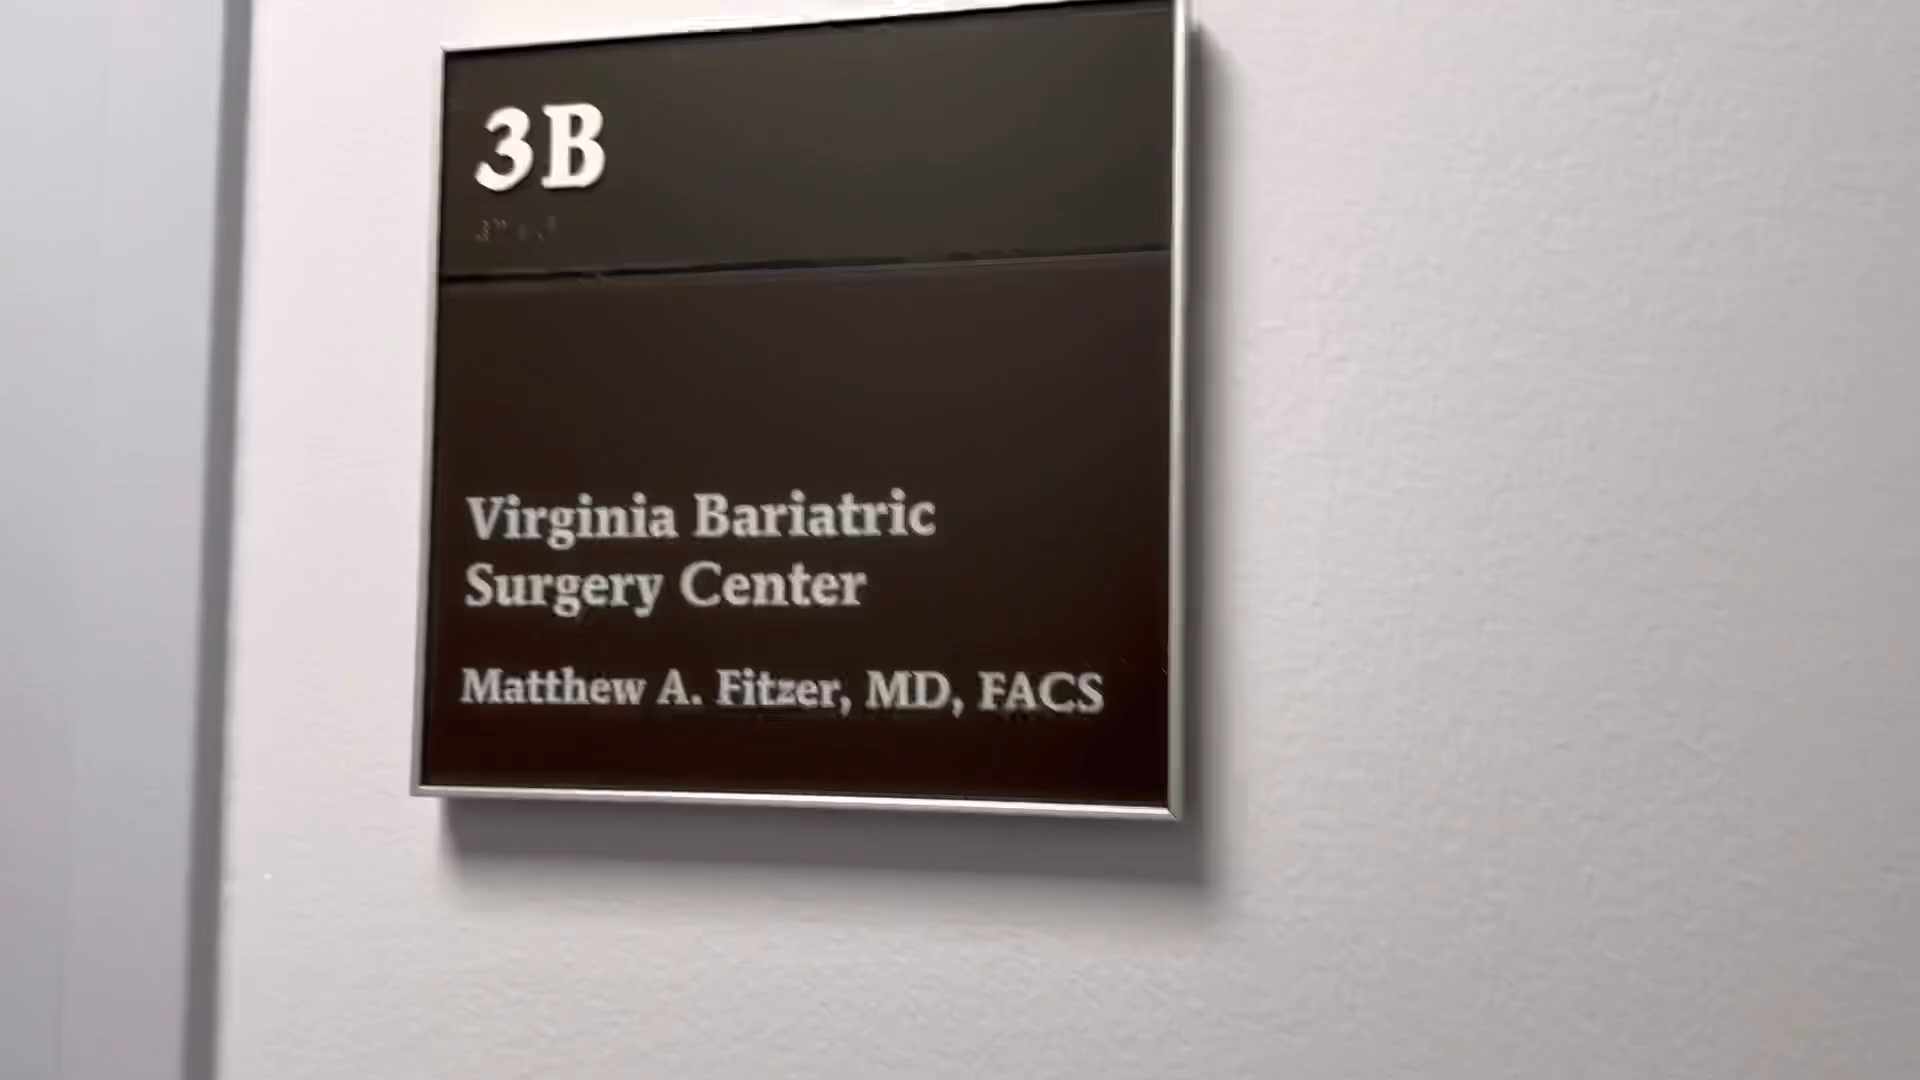 3B
Virginia Bariatric
Surgery Center
Matthew A. Fitzer, MD, FACS